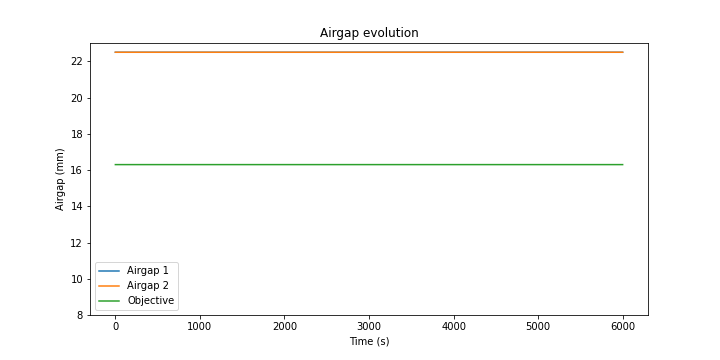 Airgap evolution
22
20
18
16
14
12
10
8
Airgap (mm)
Airgap 1
Airgap 2
Objective
0
1000
2000
3000
4000
5000
6000
Time (s)